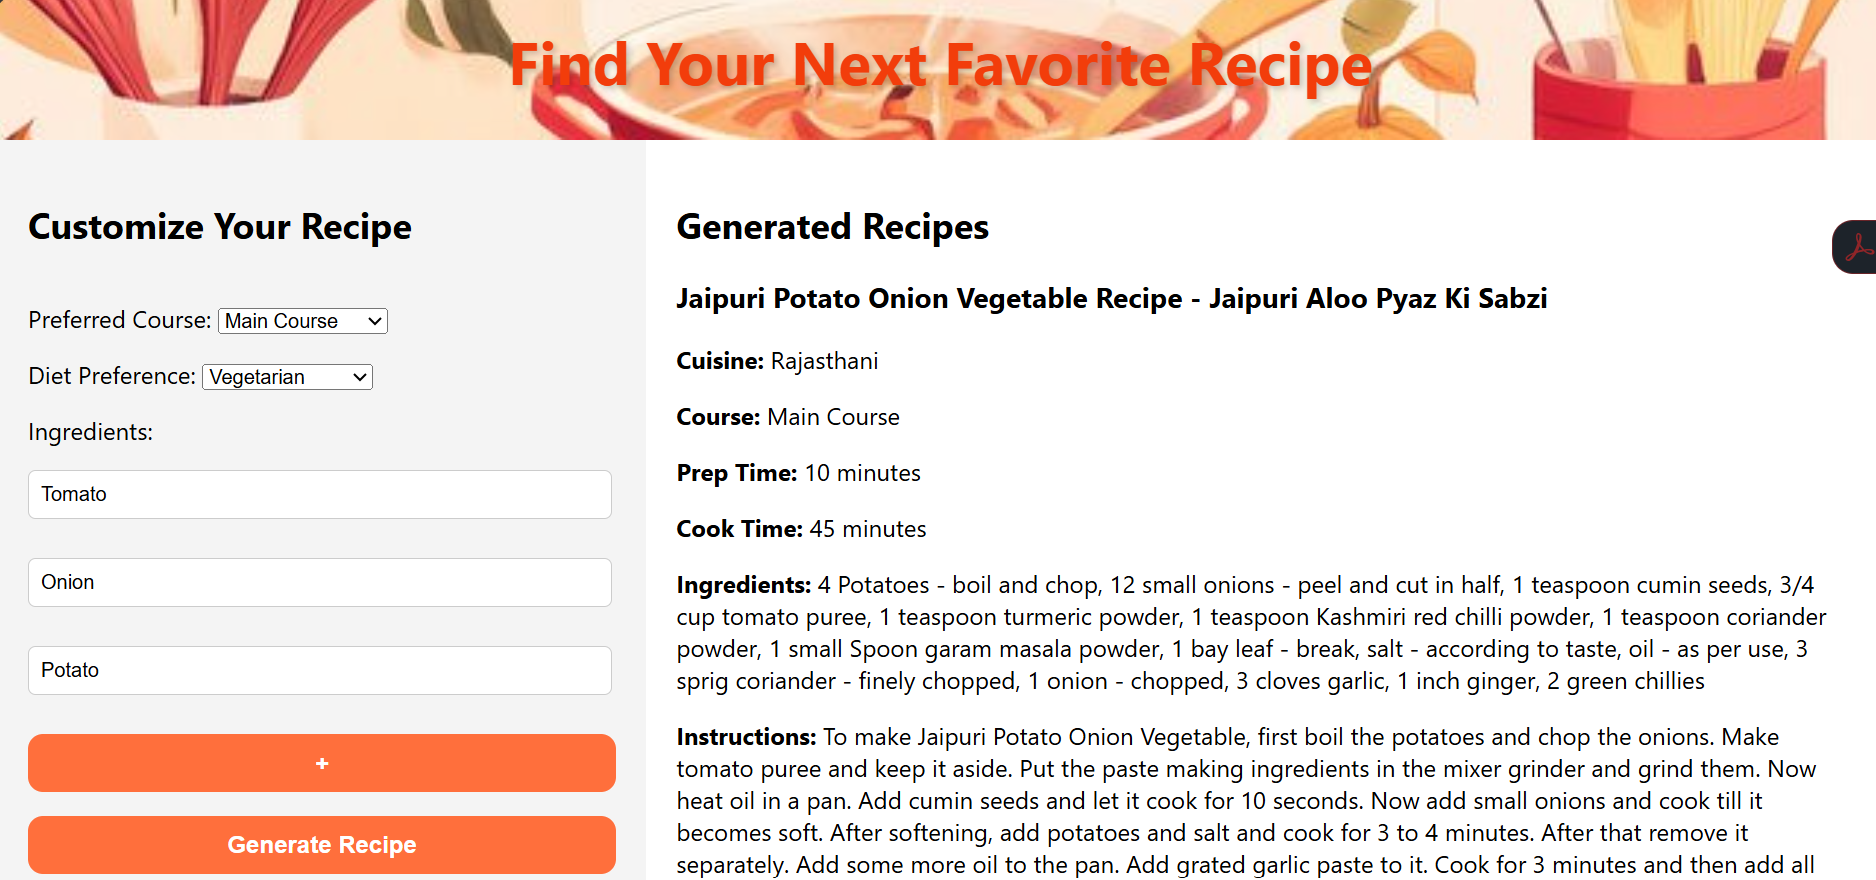 Find Your Next Favorite Recipe
Customize Your Recipe
Preferred Course: Main Course
Diet Preference: Vegetarian
Ingredients:
Tomato
Onion
Potato
+
Generate Recipe
Generated Recipes
Jaipuri Potato Onion Vegetable Recipe - Jaipuri Aloo Pyaz Ki Sabzi
Cuisine: Rajasthani
Course: Main Course
Prep Time: 10 minutes
Cook Time: 45 minutes
Ingredients: 4 Potatoes - boil and chop, 12 small onions - peel and cut in half, 1 teaspoon cumin seeds, 3/4
cup tomato puree, 1 teaspoon turmeric powder, 1 teaspoon Kashmiri red chilli powder, 1 teaspoon coriander
powder, 1 small Spoon garam masala powder, 1 bay leaf - break, salt - according to taste, oil - as per use, 3
sprig coriander - finely chopped, 1 onion - chopped, 3 cloves garlic, 1 inch ginger, 2 green chillies
Instructions: To make Jaipuri Potato Onion Vegetable, first boil the potatoes and chop the onions. Make
tomato puree and keep it aside. Put the paste making ingredients in the mixer grinder and grind them. Now
heat oil in a pan. Add cumin seeds and let it cook for 10 seconds. Now add small onions and cook till it
becomes soft. After softening, add potatoes and salt and cook for 3 to 4 minutes. After that remove it
separately. Add some more oil to the pan. Add grated garlic paste to it. Cook for 3 minutes and then add all